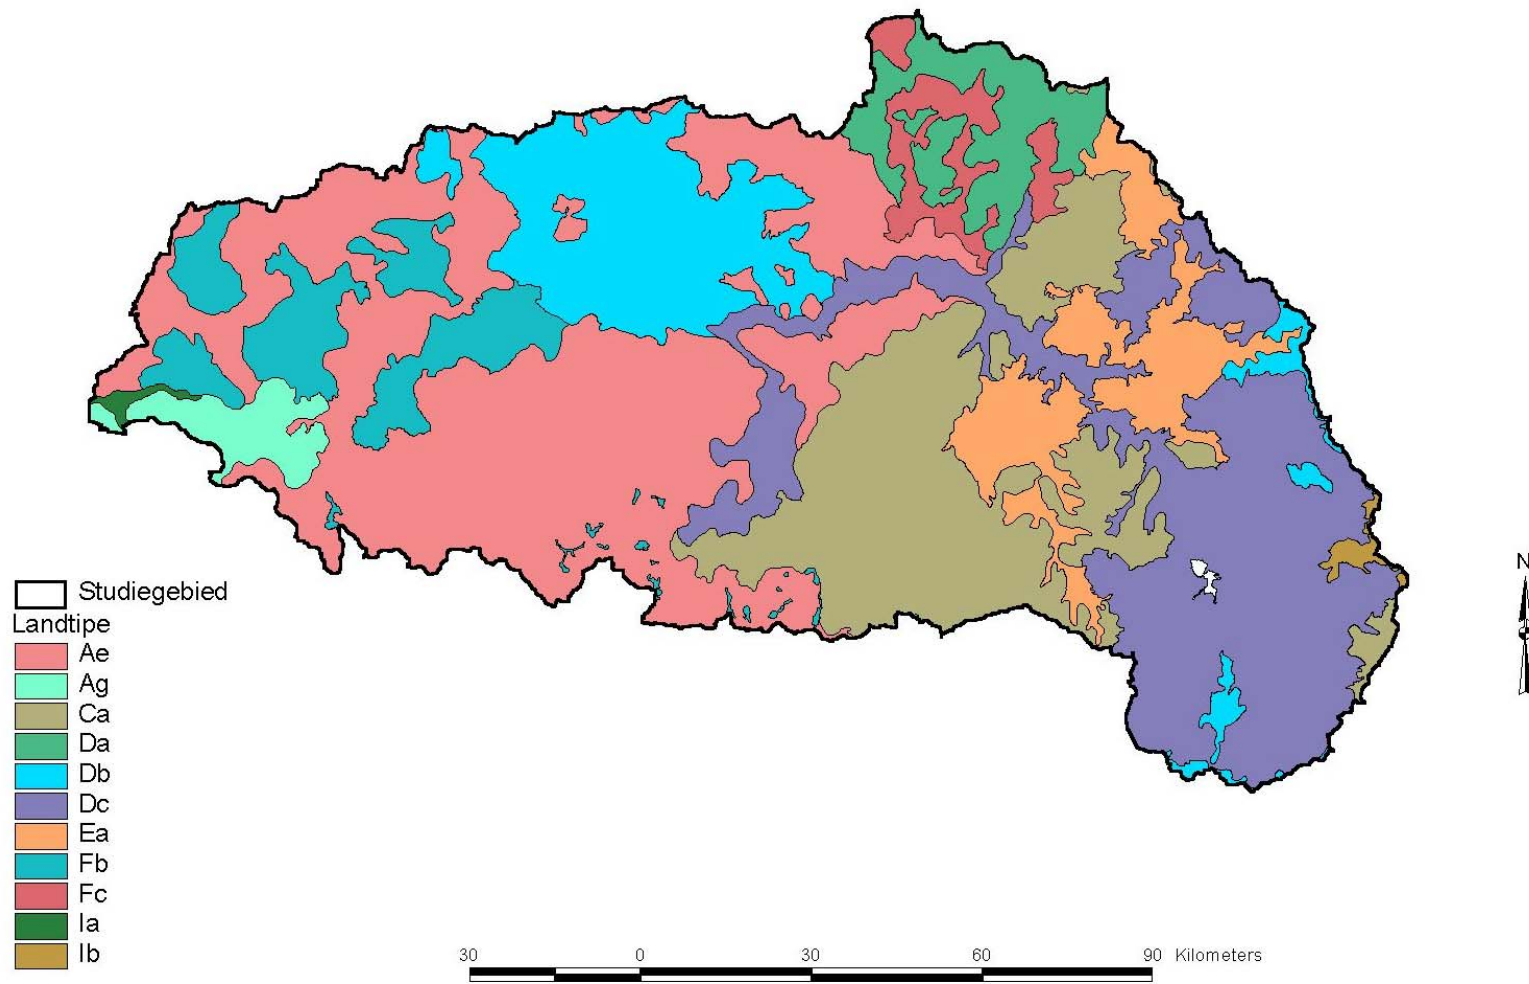 N
Studiegebied
Landtipe
Ae
Ag
Ca
Da
Db
Dc
Ea
Fb
Fc
Ia
Ib
30 0 30 60 90 Kilometers